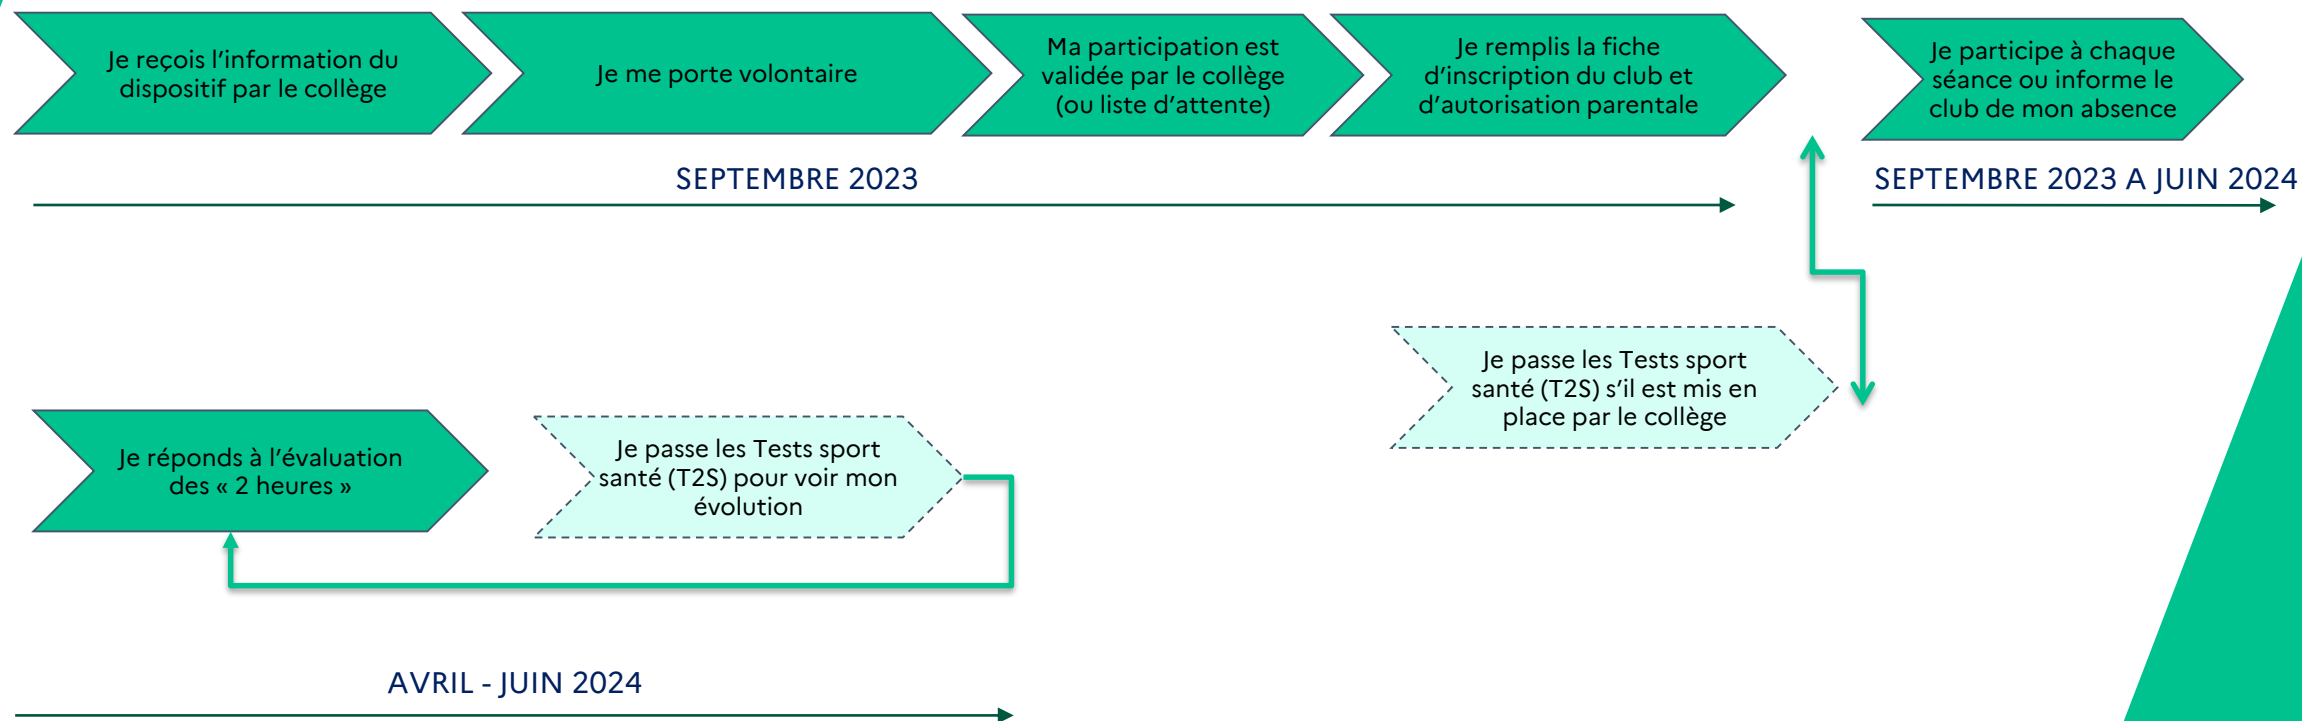 Je reçois l’information du
dispositif par le collège
Je me porte volontaire
Ma participation est
validée par le collège
(ou liste d’attente)
Je remplis la fiche
d’inscription du club et
d’autorisation parentale
Je participe à chaque
séance ou informe le
club de mon absence
SEPTEMBRE 2023
SEPTEMBRE 2023 A JUIN 2024
Je passe les Tests sport
santé (T2S) s’il est mis en
place par le collège
Je réponds à l’évaluation
des « 2 heures »
Je passe les Tests sport
santé (T2S) pour voir mon
évolution
AVRIL - JUIN 2024